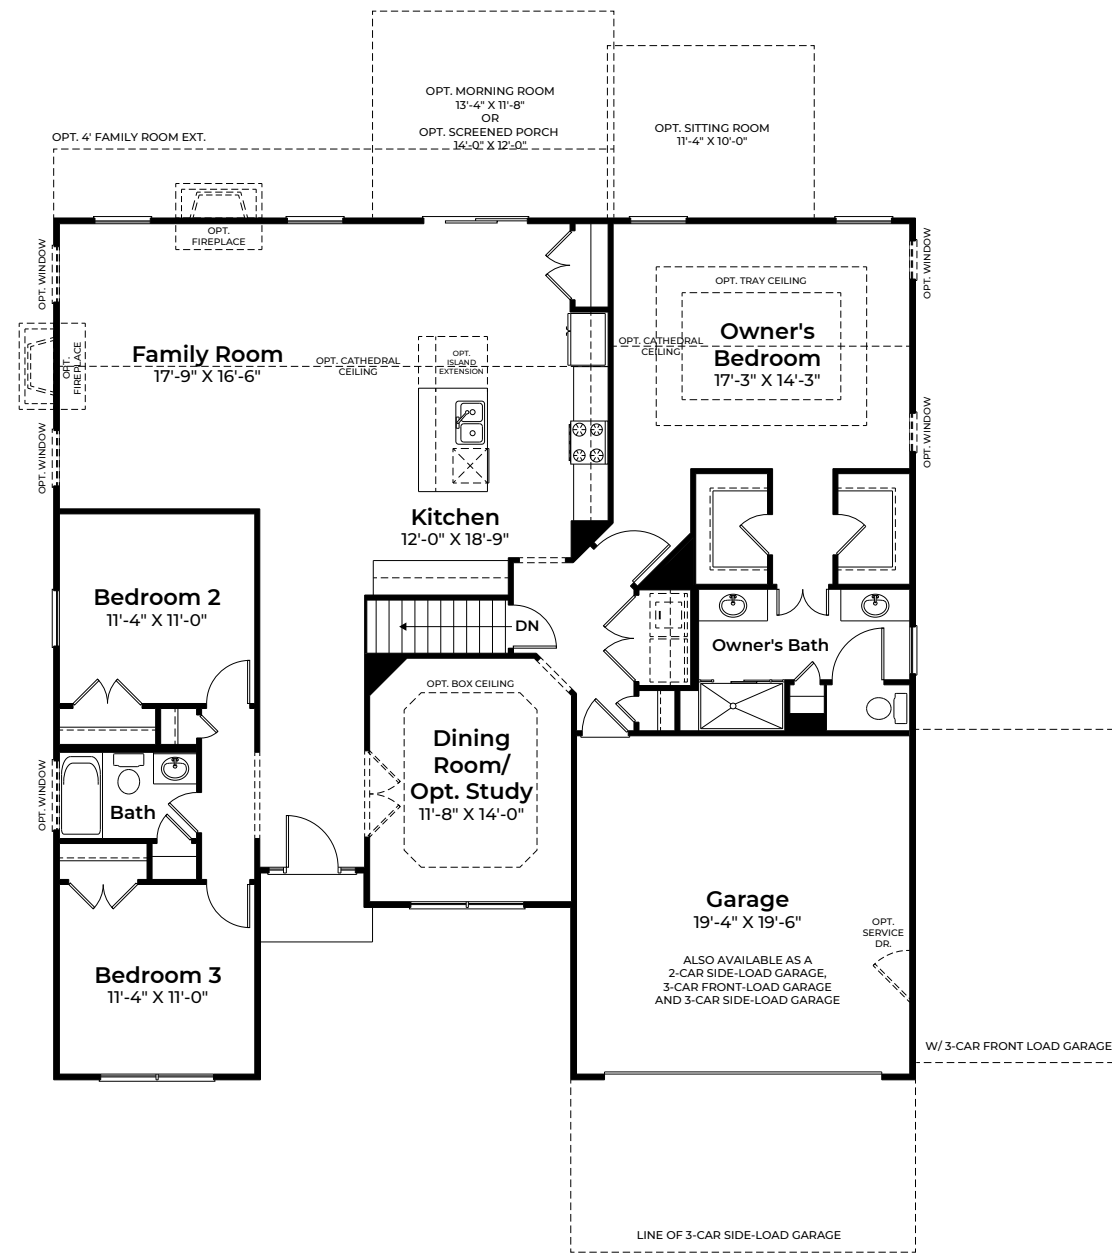 OPT. MORNING ROOM
13'-4" X 11'-8"
OR
OPT. SCREENED PORCH
14'-0" X 12'-0"
OPT. SITTING ROOM
11'-4" X 10'-0"
OPT. 4' FAMILY ROOM EXT.
OPT.
FIREPLACE
OPT. WINDOW
OPT. WINDOW
OPT. TRAY CEILING
Owner's
Bedroom
17'-3" X 14'-3"
OPT. CATHEDRAL
CEILING
Family Room
17'-9" X 16'-6"
OPT. CATHEDRAL
CEILING
OPT.
ISLAND
EXTENSION
OPT.
FIREPLACE
OPT. WINDOW
OPT. WINDOW
Kitchen
12'-0" X 18'-9"
Bedroom 2
11'-4" X 11'-0"
DN
Owner's Bath
OPT. BOX CEILING
Dining
Room/
Opt. Study
11'-8" X 14'-0"
OPT. WINDOW
Bath
Garage
19'-4" X 19'-6"
OPT.
SERVICE
DR.
ALSO AVAILABLE AS A
2-CAR SIDE-LOAD GARAGE,
3-CAR FRONT-LOAD GARAGE
AND 3-CAR SIDE-LOAD GARAGE
Bedroom 3
11'-4" X 11'-0"
W/ 3-CAR FRONT LOAD GARAGE
LINE OF 3-CAR SIDE-LOAD GARAGE